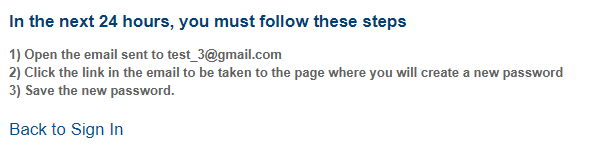 In the next 24 hours, you must follow these steps
1) Open the email sent to test_3@gmail.com
2) Click the link in the email to be taken to the page where you will create a new password
3) Save the new password.
Back to Sign In